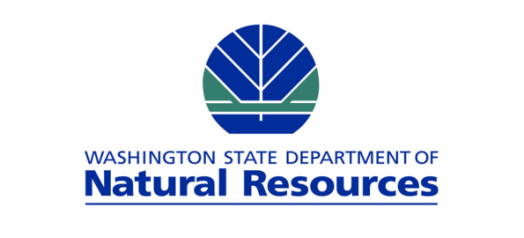 WASHINGTON STATE DEPARTMENT OF
Natural Resources